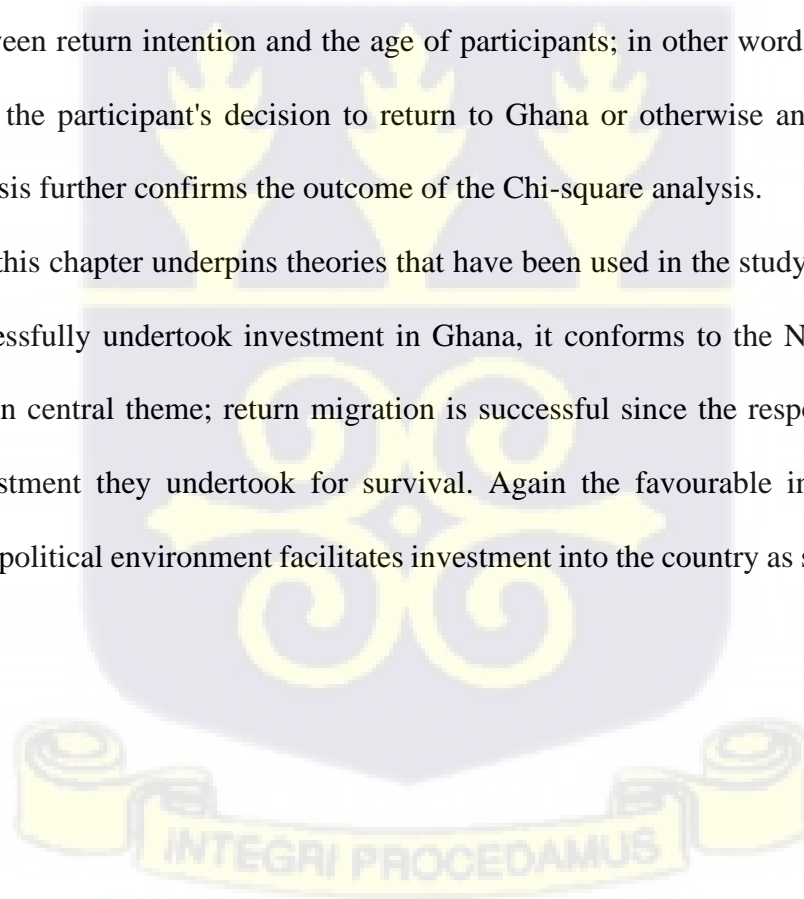 een return intention and the age of participants; in other word
the participant's decision to return to Ghana or otherwise an
sis further confirms the outcome of the Chi-square analysis.
this chapter underpins theories that have been used in the study
essfully undertook investment in Ghana, it conforms to the N
n central theme; return migration is successful since the resp
stment they undertook for survival. Again the favourable in
political environment facilitates investment into the country as s
INTEGRI PROCEDAMUS